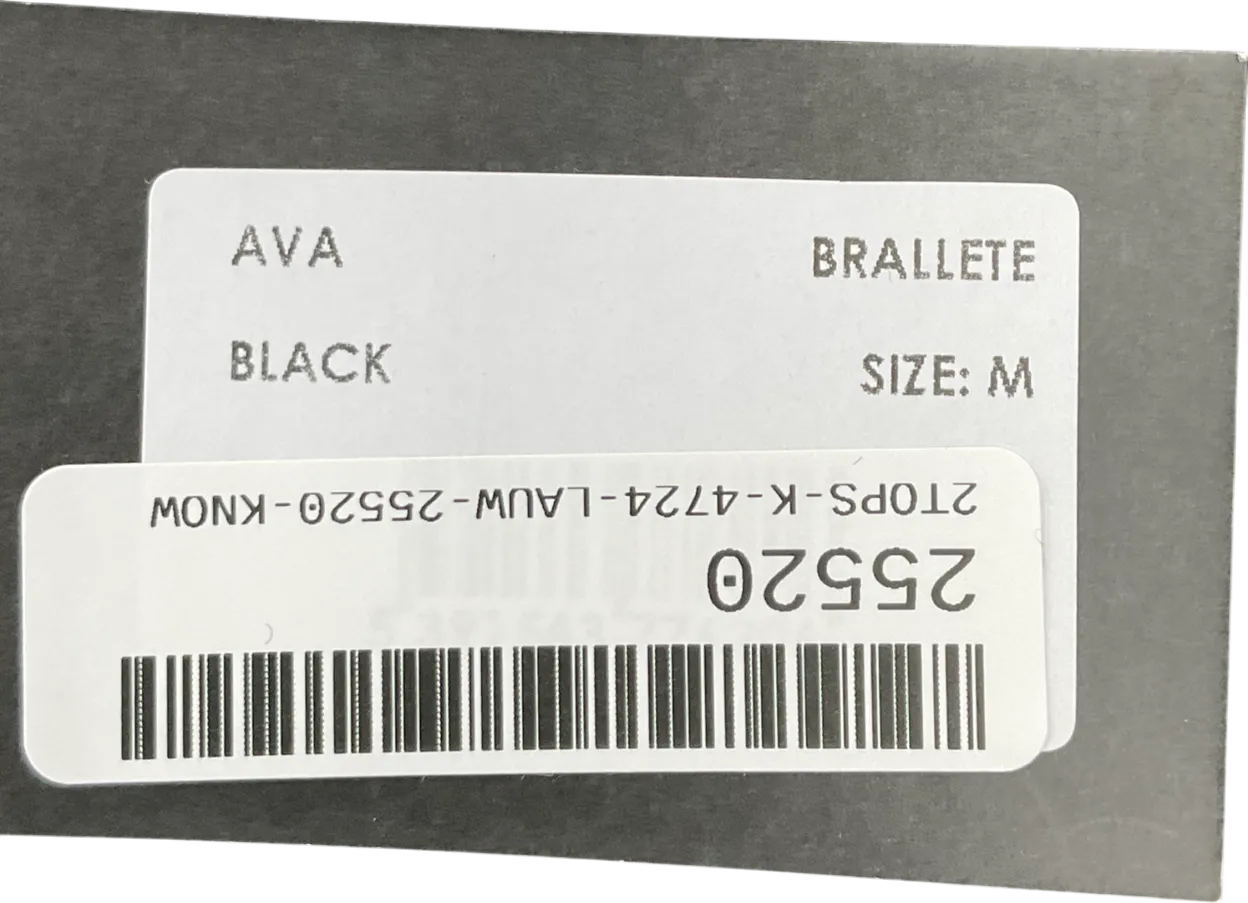 AVA BRALLETE
BLACK SIZE: M
2TOPS-K-4724-LAUW-25520-KNOW
25520